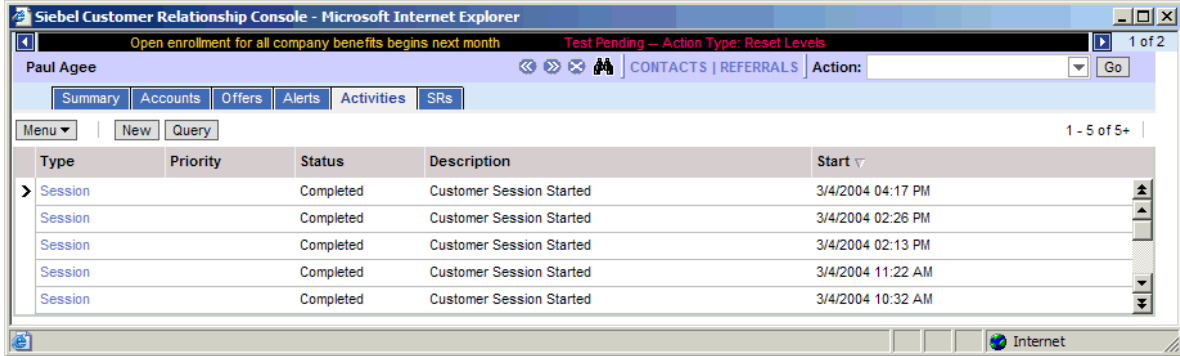 Siebel Customer Relationship Console - Microsoft Internet Explorer
Open enrollment for all company benefits begins next month Test Pending -- Action Type: Reset Levels 1 of 2
Paul Agee CONTACTS | REFERRALS Action: Go
Summary Accounts Offers Alerts Activities SRs
Menu New Query 1 - 5 of 5+
Type Priority Status Description Start
Session Completed Customer Session Started 3/4/2004 04:17 PM
Session Completed Customer Session Started 3/4/2004 02:26 PM
Session Completed Customer Session Started 3/4/2004 02:13 PM
Session Completed Customer Session Started 3/4/2004 11:22 AM
Session Completed Customer Session Started 3/4/2004 10:32 AM
Internet